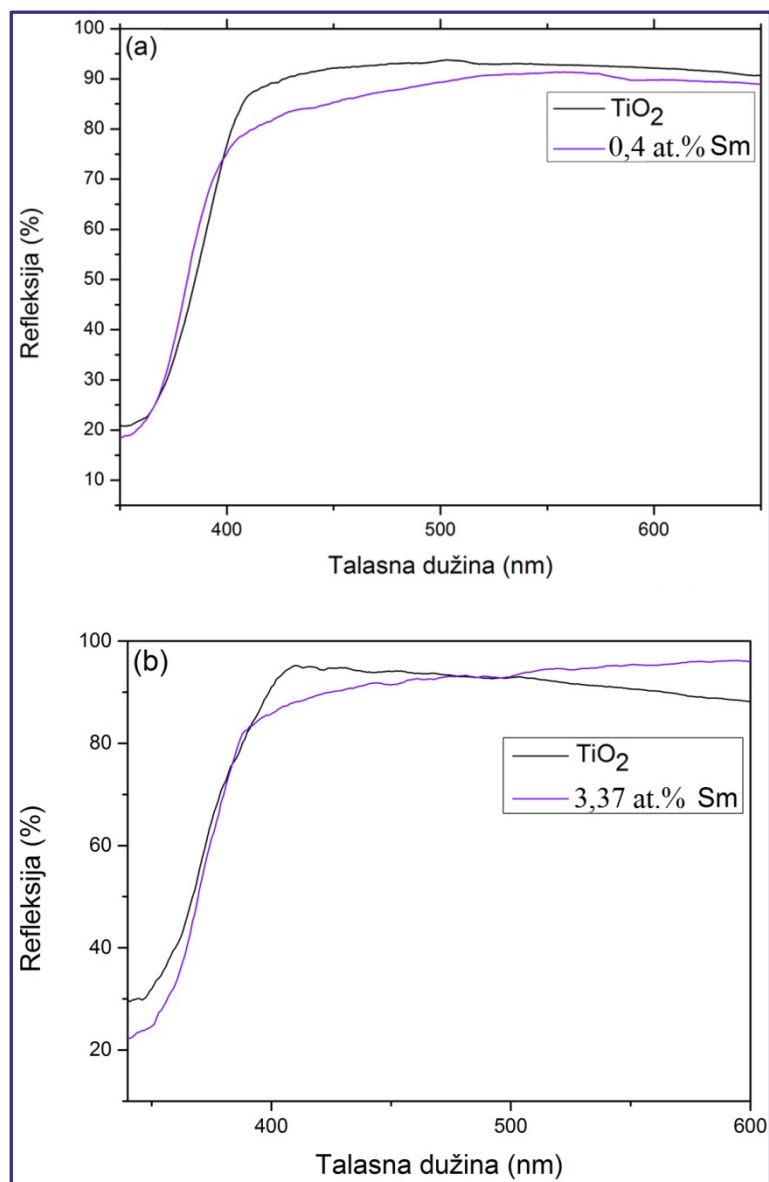 (a)
100
90
80
70
60
50
40
30
20
10
Refleksija (%)
TiO2
0,4 at.% Sm
400
500
600
Talasna dužina (nm)
(b)
100
80
60
40
20
Refleksija (%)
TiO2
3,37 at.% Sm
400
500
600
Talasna dužina (nm)